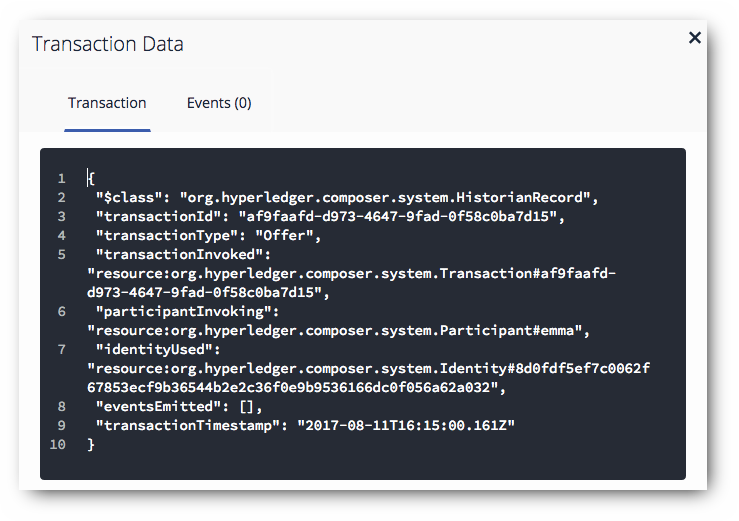 Transaction Data
×
Transaction Events (0)
1 {
2 "$class": "org.hyperledger.composer.system.HistorianRecord",
3 "transactionId": "af9faafd-d973-4647-9fad-0f58c0ba7d15",
4 "transactionType": "Offer",
5 "transactionInvoked":
"resource:org.hyperledger.composer.system.Transaction#af9faafd-
d973-4647-9fad-0f58c0ba7d15",
6 "participantInvoking":
"resource:org.hyperledger.composer.system.Participant#emma",
7 "identityUsed":
"resource:org.hyperledger.composer.system.Identity#8d0fdf5ef7c0062f
67853ecf9b36544b2e2c36f0e9b9536166dc0f056a62a032",
8 "eventsEmitted": [],
9 "transactionTimestamp": "2017-08-11T16:15:00.161Z"
10 }